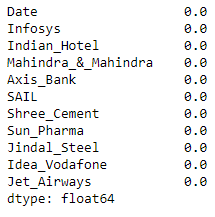 Date 0.0
Infosys 0.0
Indian_Hotel 0.0
Mahindra_&_Mahindra 0.0
Axis_Bank 0.0
SAIL 0.0
Shree_Cement 0.0
Sun_Pharma 0.0
Jindal_Steel 0.0
Idea_Vodafone 0.0
Jet_Airways 0.0
dtype: float64